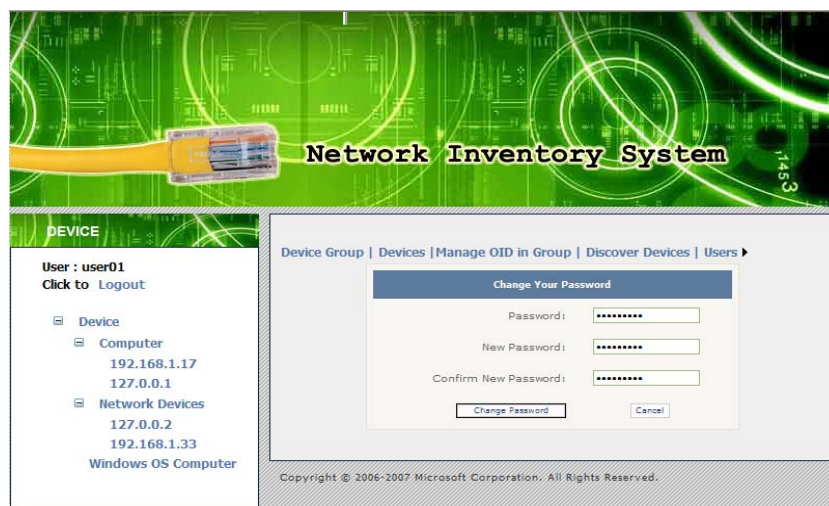 Network Inventory System
1453
DEVICE
User : user01
Click to Logout
Device
Computer
192.168.1.17
127.0.0.1
Network Devices
127.0.0.2
192.168.1.33
Windows OS Computer
Device Group | Devices |Manage OID in Group | Discover Devices | Users
Change Your Password
Password:
New Password:
Confirm New Password:
Change Password
Cancel
Copyright © 2006-2007 Microsoft Corporation. All Rights Reserved.